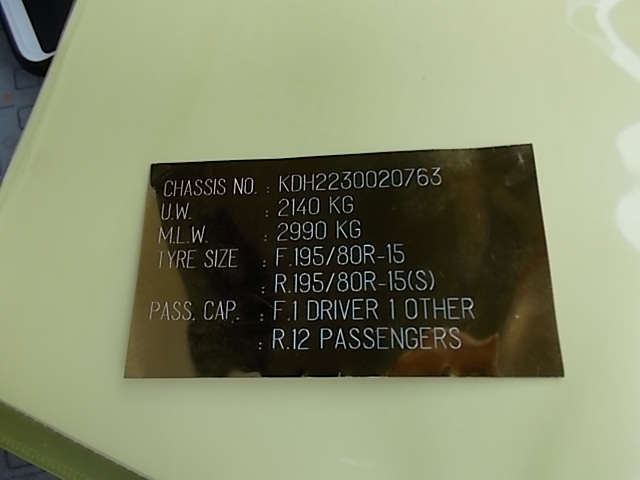 CHASSIS NO. : KDH2230020763
U.W. : 2140 KG
M.L.W. : 2990 KG
TYRE SIZE : F.195/80R-15
: R.195/80R-15(S)
PASS. CAP. : F.1 DRIVER 1 OTHER
: R.12 PASSENGERS